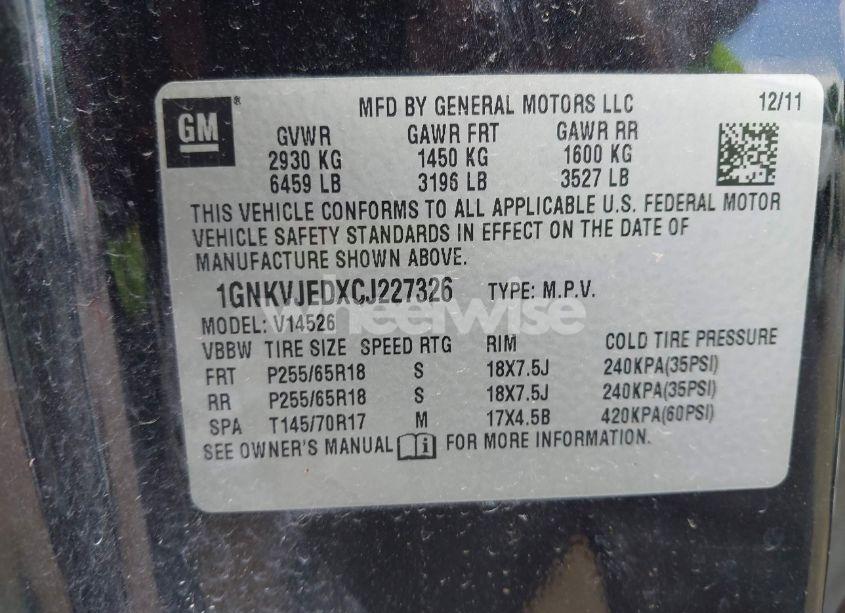 GM ® MFD BY GENERAL MOTORS LLC 12/11
GVWR GAWR FRT GAWR RR
2930 KG 1450 KG 1600 KG
6459 LB 3196 LB 3527 LB
THIS VEHICLE CONFORMS TO ALL APPLICABLE U.S. FEDERAL MOTOR
VEHICLE SAFETY STANDARDS IN EFFECT ON THE DATE OF
MANUFACTURE SHOWN ABOVE.
1GNKVJEDXCJ227326 TYPE: M.P.V.
wheelwise
MODEL: V14526
VBBW TIRE SIZE SPEED RTG RIM COLD TIRE PRESSURE
FRT P255/65R18 S 18X7.5J 240KPA(35PSI)
RR P255/65R18 S 18X7.5J 240KPA(35PSI)
SPA T145/70R17 M 17X4.5B 420KPA(60PSI)
SEE OWNER'S MANUAL i FOR MORE INFORMATION.